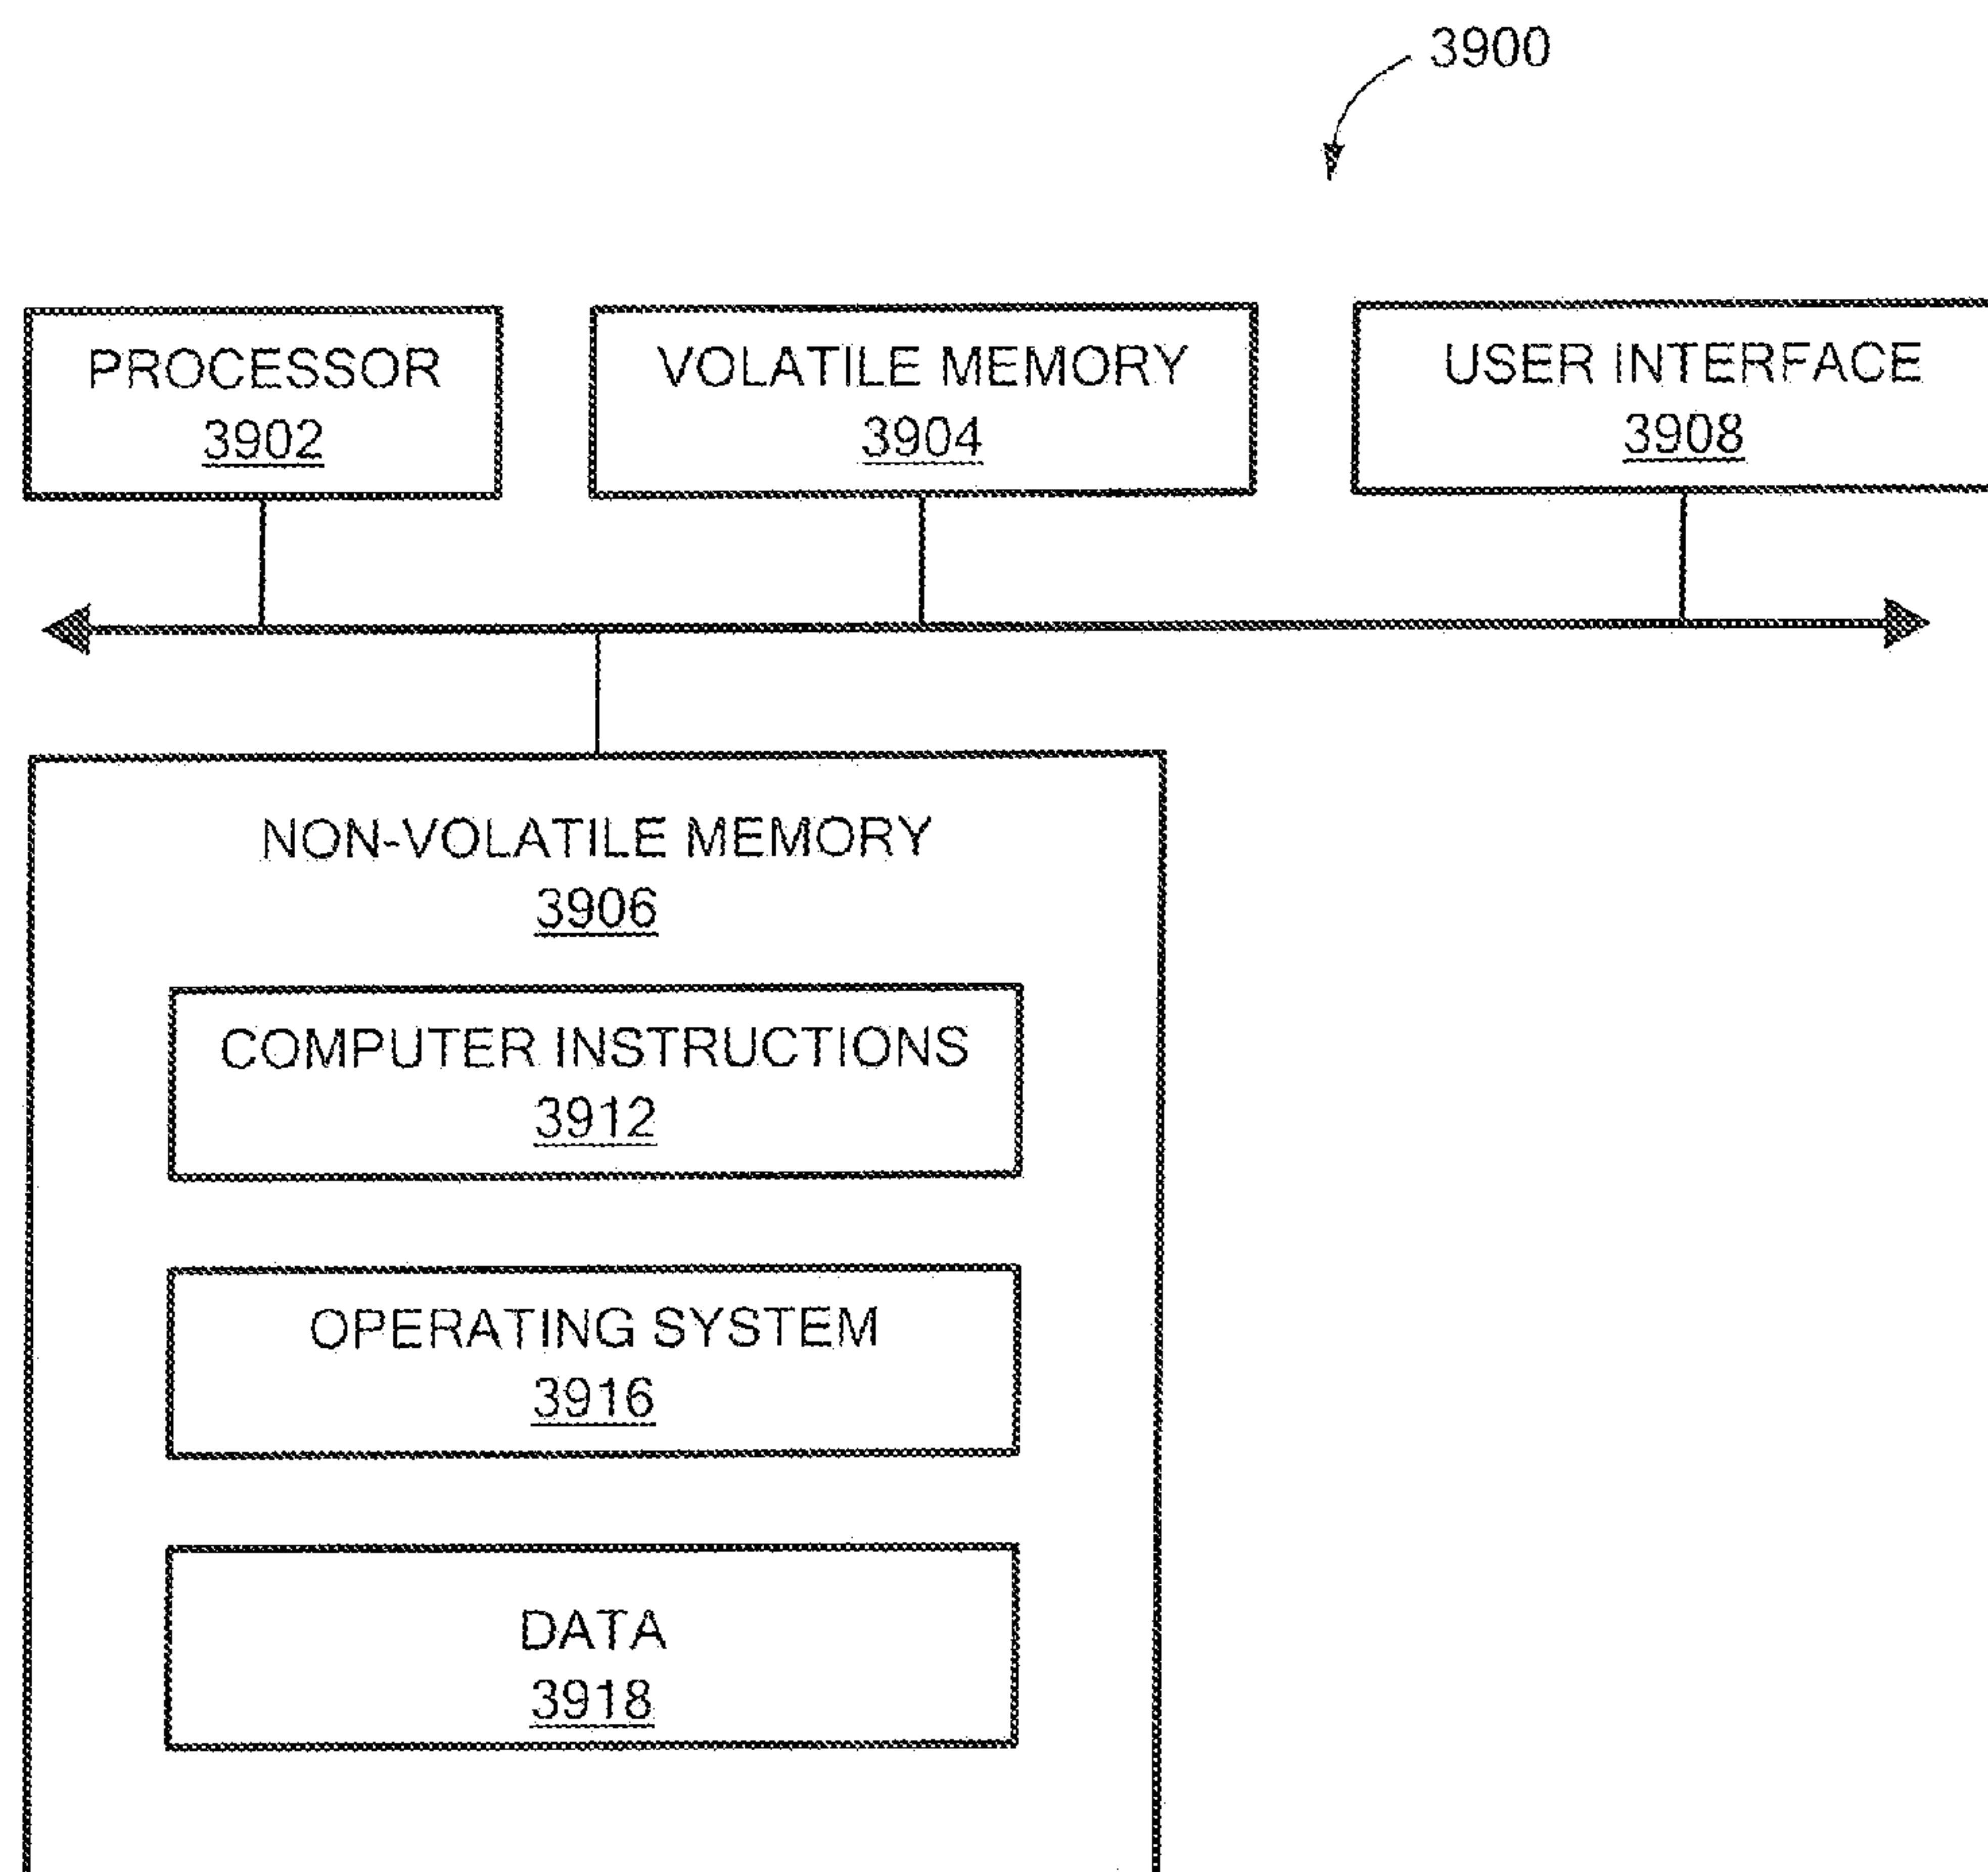 3900
PROCESSOR
3902
VOLATILE MEMORY
3904
USER INTERFACE
3908
NON-VOLATILE MEMORY
3906
COMPUTER INSTRUCTIONS
3912
OPERATING SYSTEM
3916
DATA
3918